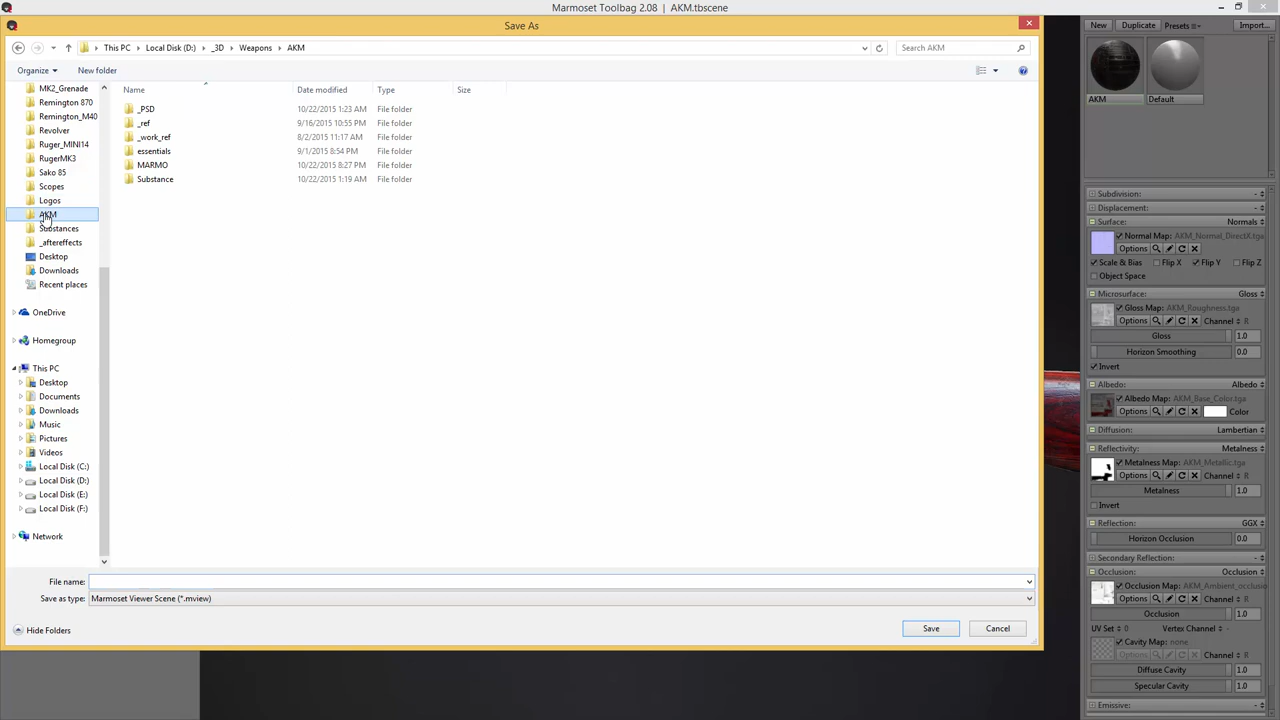 Marmoset Toolbag 2.08 | AKM.tbscene
Save As
This PC
Local Disk (D:)
_3D
Weapons
AKM
Search AKM
Organize
New folder
Name
Date modified
Type
Size
MK2_Grenade
Remington 870
Remington_M40
Revolver
Ruger_MINI14
RugerMK3
Sako 85
Scopes
Logos
AKM
Substances
_aftereffects
Desktop
Downloads
Recent places
OneDrive
Homegroup
This PC
Desktop
Documents
Downloads
Music
Pictures
Videos
Local Disk (C:)
Local Disk (D:)
Local Disk (E:)
Local Disk (F:)
Network
_PSD 10/22/2015 1:23 AM File folder
_ref 9/16/2015 10:55 PM File folder
_work_ref 8/2/2015 11:17 AM File folder
essentials 9/1/2015 8:54 PM File folder
MARMO 10/22/2015 8:27 PM File folder
Substance 10/22/2015 1:19 AM File folder
File name:
Save as type: Marmoset Viewer Scene (*.mview)
Hide Folders
Save
Cancel
New
Duplicate
Presets
Import...
AKM
Default
Subdivision: -
Displacement: -
Surface: Normals
Normal Map: AKM_Normal_DirectX.tga
Options
Scale & Bias Flip X Flip Y Flip Z
Object Space
Microsurface: Gloss
Gloss Map: AKM_Roughness.tga
Options Channel R
Gloss 1.0
Horizon Smoothing 0.0
Invert
Albedo: Albedo
Albedo Map: AKM_Base_Color.tga
Options Color
Diffusion: Lambertian
Reflectivity: Metalness
Metalness Map: AKM_Metallic.tga
Options Channel R
Metalness 1.0
Invert
Reflection: GGX
Horizon Occlusion 0.0
Secondary Reflection: -
Occlusion: Occlusion
Occlusion Map: AKM_Ambient_occlusio
Options Channel R
Occlusion 1.0
UV Set 0 Vertex Channel -
Cavity Map: none
Options Channel R
Diffuse Cavity 1.0
Specular Cavity 1.0
Emissive: -